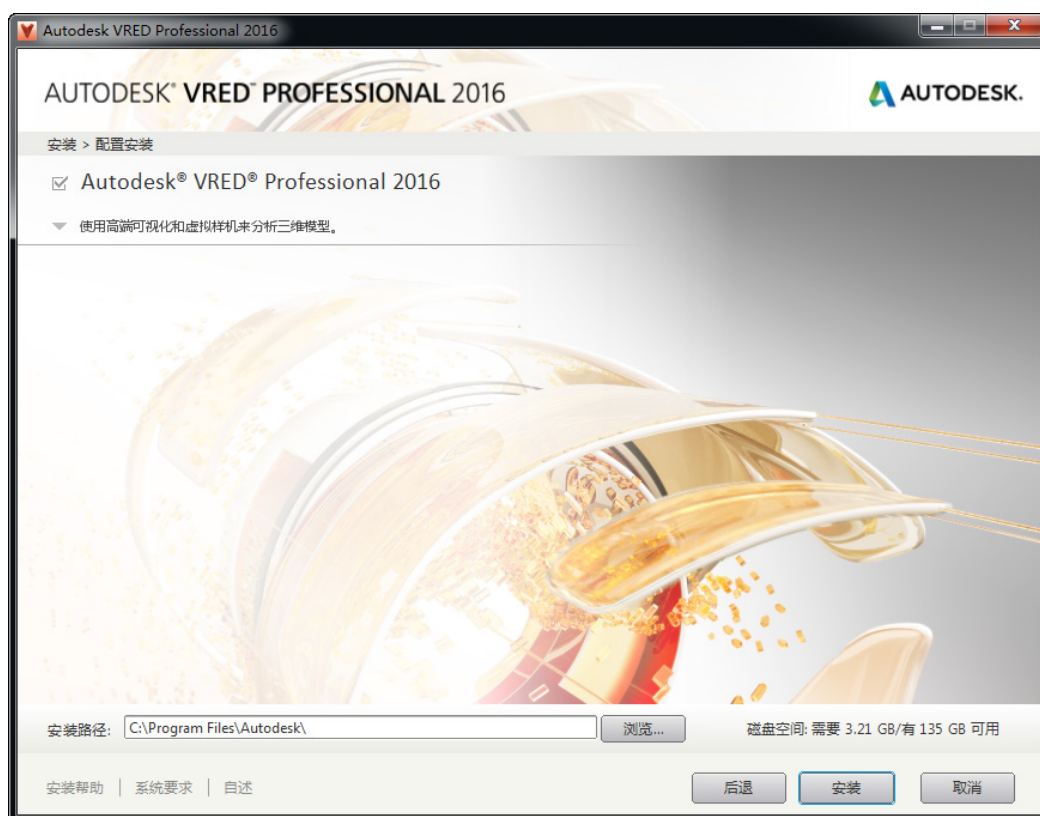 Autodesk VRED Professional 2016
AUTODESK® VRED™ PROFESSIONAL 2016
AUTODESK.
安装 > 配置安装
Autodesk® VRED® Professional 2016
使用高端可视化和虚拟样机来分析三维模型。
安装路径: C:\Program Files\Autodesk\ 浏览... 磁盘空间: 需要 3.21 GB/有 135 GB 可用
安装帮助 | 系统要求 | 自述 后退 安装 取消